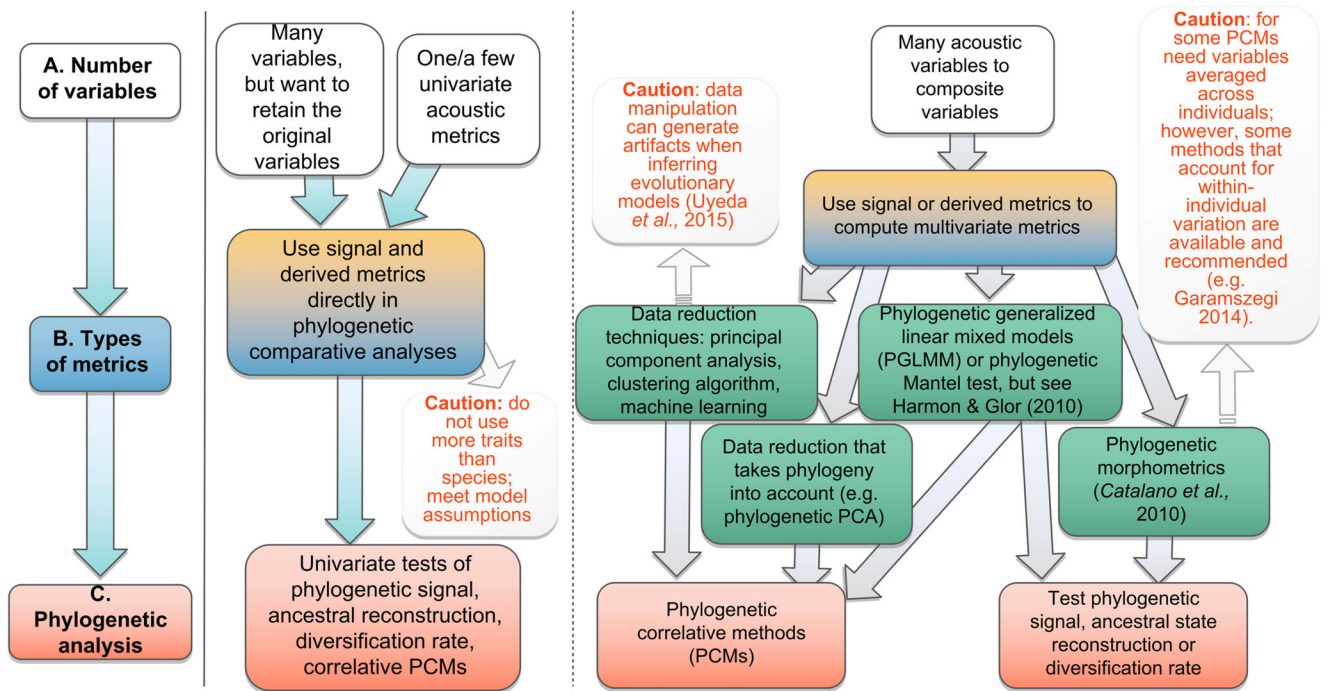 A. Number
of variables
B. Types
of metrics
C.
Phylogenetic
analysis
Many
variables,
but want to
retain the
original
variables
One/a few
univariate
acoustic
metrics
Use signal and
derived metrics
directly in
phylogenetic
comparative analyses
Caution: do
not use
more traits
than
species;
meet model
assumptions
Univariate tests of
phylogenetic signal,
ancestral reconstruction,
diversification rate,
correlative PCMs
Caution: data
manipulation
can generate
artifacts when
inferring
evolutionary
models (Uyeda
et al., 2015)
Many acoustic
variables to
composite
variables
Caution: for
some PCMs
need variables
averaged
across
individuals;
however, some
methods that
account for
within-
individual
variation are
available and
recommended
(e.g.
Garamszegi
2014).
Use signal or derived metrics to
compute multivariate metrics
Data reduction
techniques: principal
component analysis,
clustering algorithm,
machine learning
Phylogenetic generalized
linear mixed models
(PGLMM) or phylogenetic
Mantel test, but see
Harmon & Glor (2010)
Data reduction that
takes phylogeny
into account (e.g.
phylogenetic PCA)
Phylogenetic
morphometrics
(Catalano et al.,
2010)
Phylogenetic
correlative methods
(PCMs)
Test phylogenetic
signal, ancestral state
reconstruction or
diversification rate